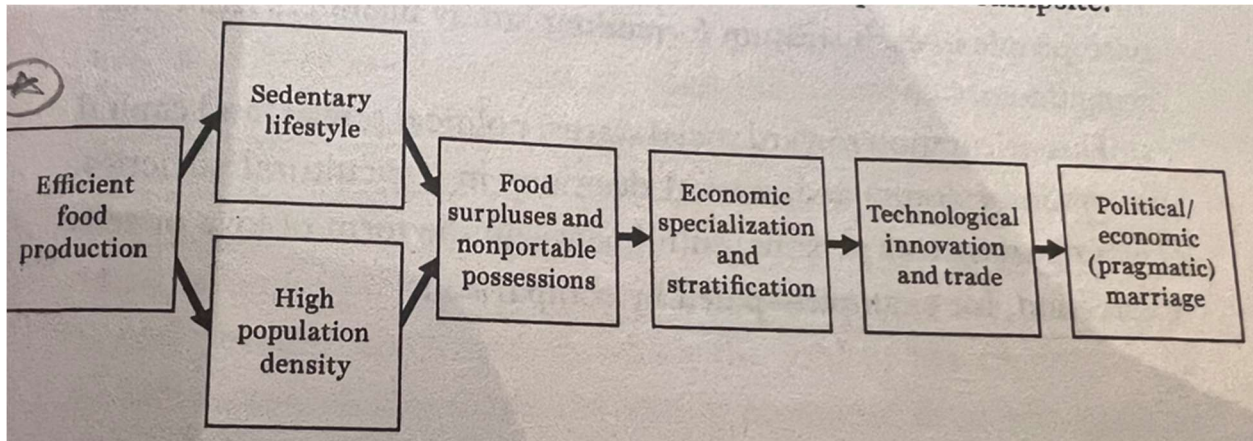 Efficient
food
production
Sedentary
lifestyle
High
population
density
Food
surpluses and
nonportable
possessions
Economic
specialization
and
stratification
Technological
innovation
and trade
Political/
economic
(pragmatic)
marriage